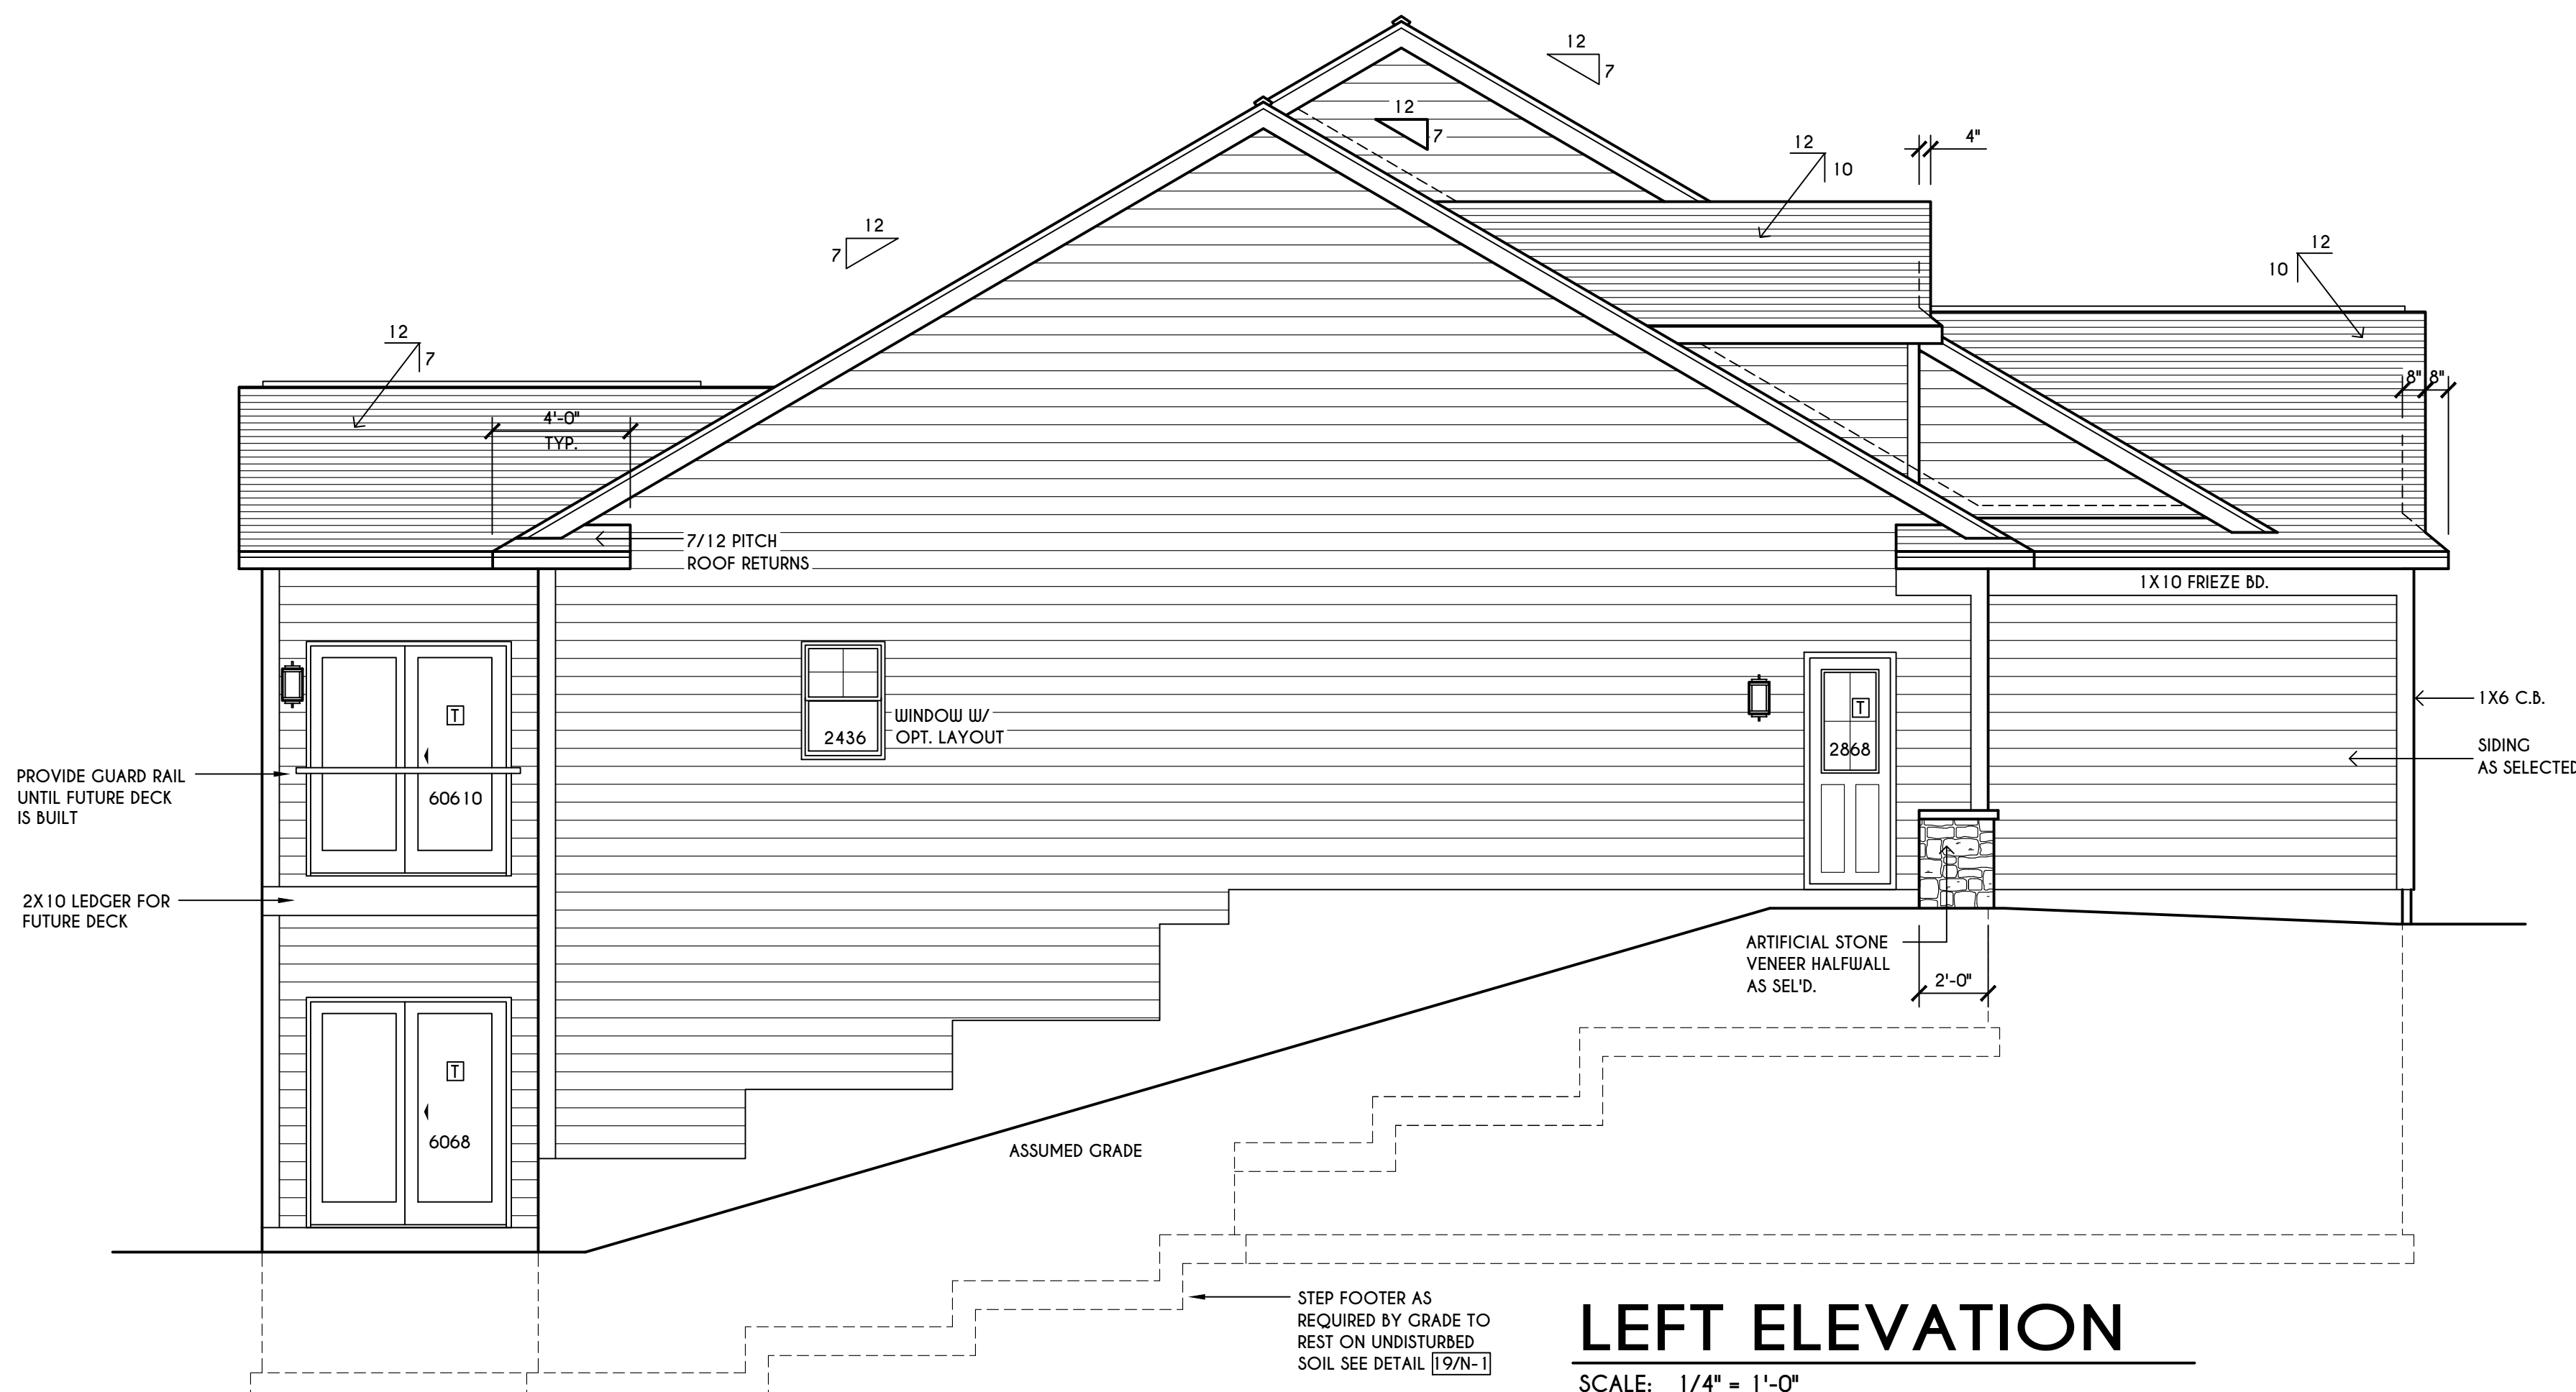 12
7
12
7
12
10
4"
12
7
12
10
12
7
8" 8"
4'-0"
TYP.
7/12 PITCH
ROOF RETURNS
1X10 FRIEZE BD.
1X6 C.B.
SIDING
AS SELECTED
T
WINDOW W/
OPT. LAYOUT
2436
T
2868
PROVIDE GUARD RAIL
UNTIL FUTURE DECK
IS BUILT
60610
2X10 LEDGER FOR
FUTURE DECK
ARTIFICIAL STONE
VENEER HALFWALL
AS SEL'D.
2'-0"
T
6068
ASSUMED GRADE
STEP FOOTER AS
REQUIRED BY GRADE TO
REST ON UNDISTURBED
SOIL SEE DETAIL 19/N-1
LEFT ELEVATION
SCALE: 1/4" = 1'-0"